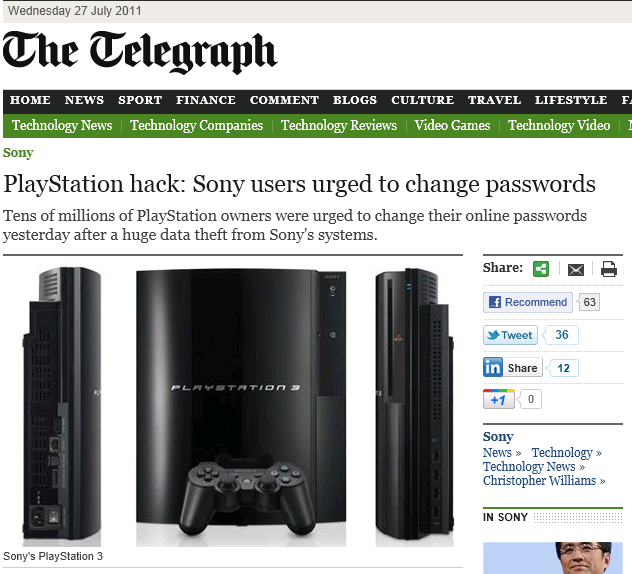 Wednesday 27 July 2011
The Telegraph
HOME NEWS SPORT FINANCE COMMENT BLOGS CULTURE TRAVEL LIFESTYLE
Technology News Technology Companies Technology Reviews Video Games Technology Video
Sony
PlayStation hack: Sony users urged to change passwords
Tens of millions of PlayStation owners were urged to change their online passwords
yesterday after a huge data theft from Sony's systems.
Share:
Recommend 63
Tweet 36
in Share 12
+1 0
PLAYSTATION 3
Sony
News » Technology »
Technology News »
Christopher Williams »
IN SONY
Sony's PlayStation 3